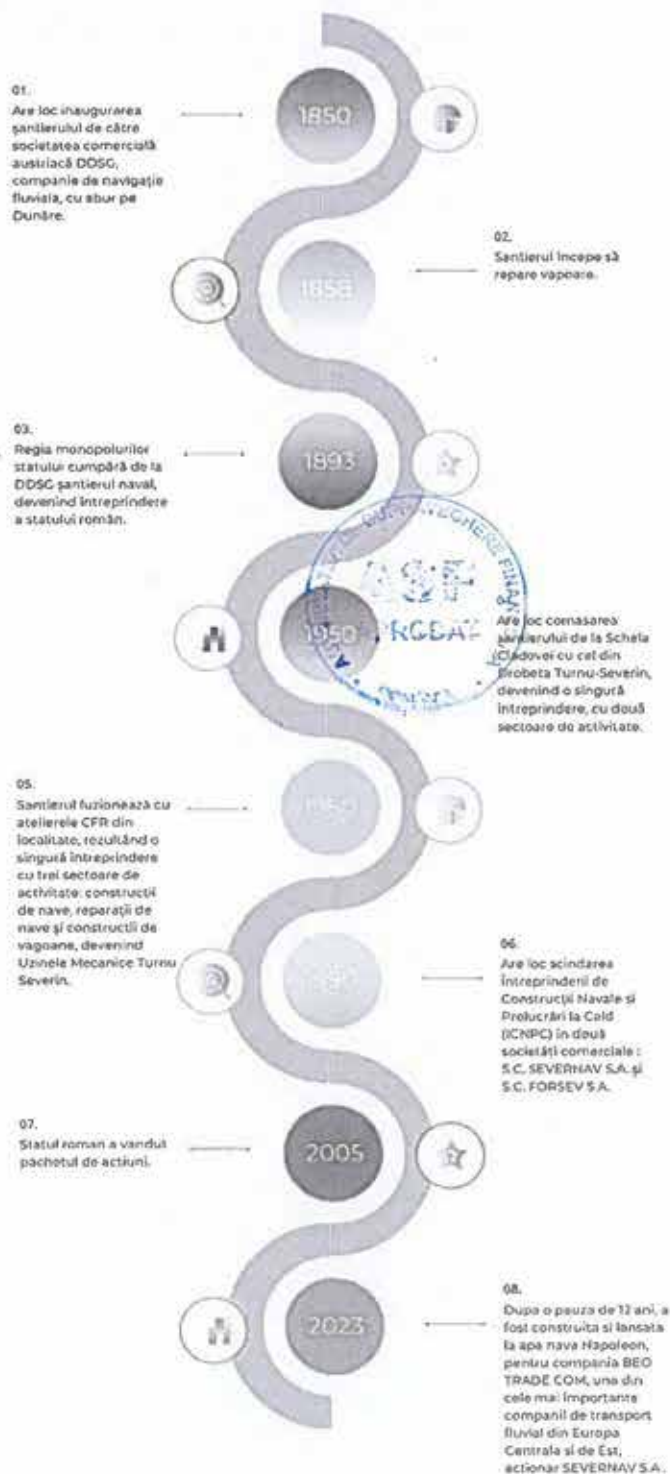 01.
Are loc inaugurarea
șantierului de către
societatea comercială
austriacă DDSG,
companie de navigație
fluviala, cu abur pe
Dunăre.
1850
02.
Santierul începe să
repare vapoare.
1858
03.
Regia monopolurilor
statului cumpără de la
DDSG șantierul naval,
devenind întreprindere
a statului român.
1893
1950
ASF
Are loc comasarea
șantierului de la Schela
Cladovei cu cel din
Drobeta Turnu-Severin,
devenind o singură
întreprindere, cu două
sectoare de activitate.
05.
Santierul fuzionează cu
atelierele CFR din
localitate, rezultând o
singură întreprindere
cu trei sectoare de
activitate: constructii
de nave, reparații de
nave și constructii de
vagoane, devenind
Uzinele Mecanice Turnu
Severin.
06.
Are loc scindarea
Întreprinderii de
Construcții Navale si
Prelucrări la Cald
(ICNPC) în două
societăți comerciale :
S.C. SEVERNAV S.A. și
S.C. FORSEV S.A.
07.
Statul roman a vandut
pachetul de actiuni.
2005
2023
08.
Dupa o pauza de 12 ani, a
fost construita si lansata
la apa nava Napoleon,
pentru compania BEO
TRADE COM, una din
cele mai importante
companii de transport
fluvial din Europa
Centrala si de Est,
actionar SEVERNAV S.A.